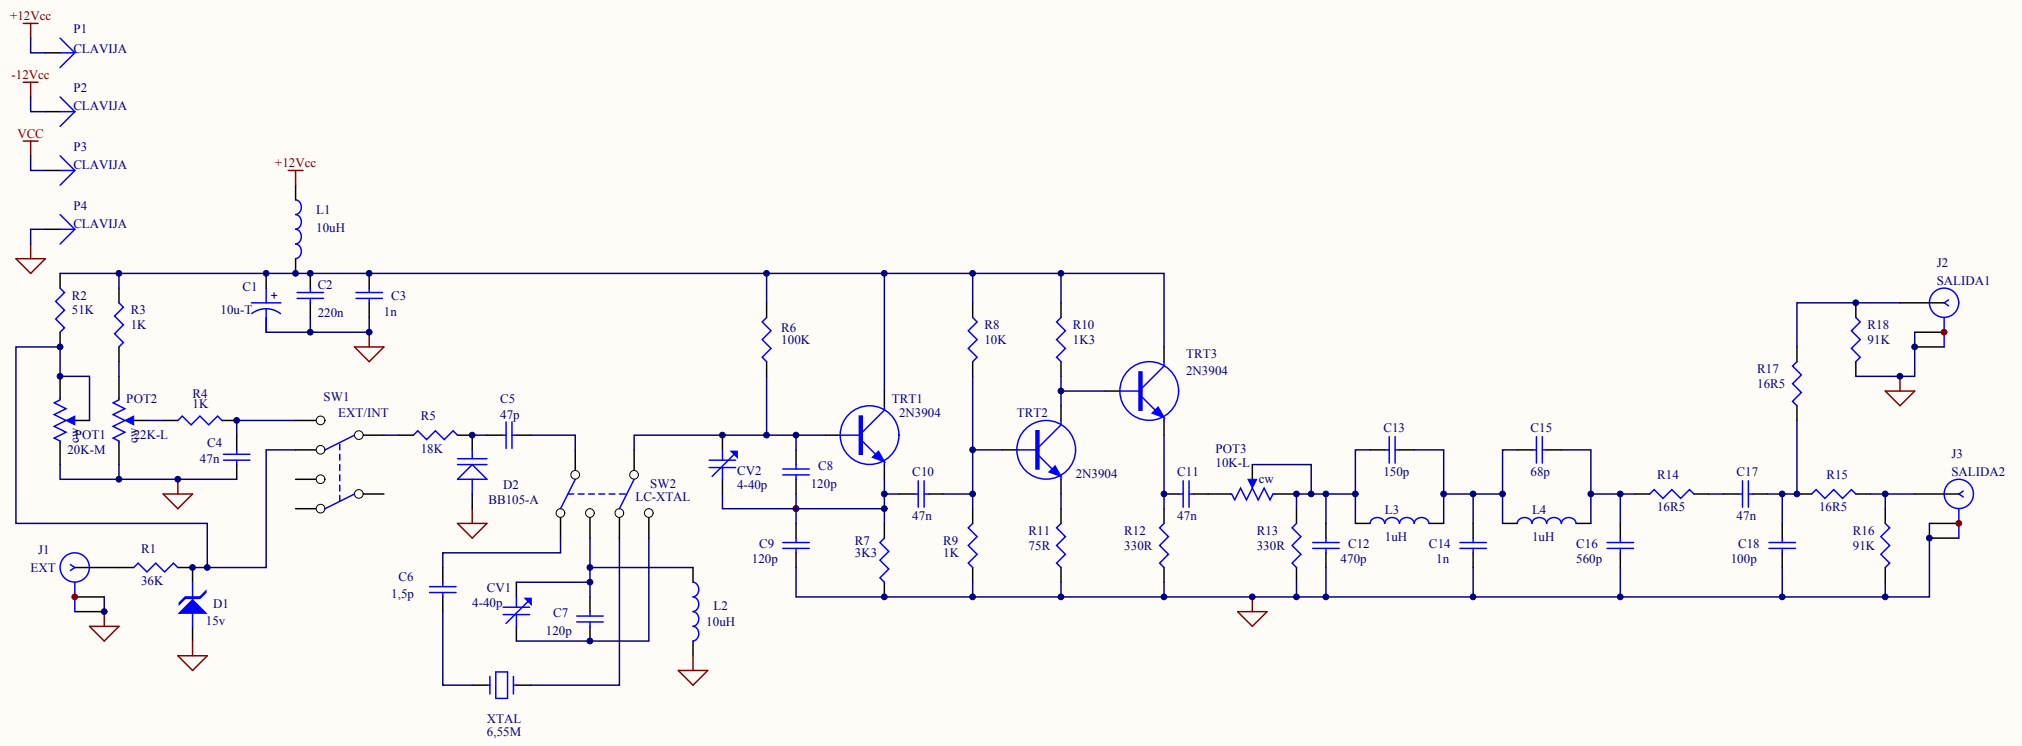 +12Vcc
P1
CLAVIJA
-12Vcc
P2
CLAVIJA
VCC
P3
CLAVIJA
P4
CLAVIJA
+12Vcc
L1
10uH
R2
51K
R3
1K
C1
10u-T
+
C2
220n
C3
1n
POT1
20K-M
cw
POT2
22K-L
cw
R4
1K
C4
47n
SW1
EXT/INT
R5
18K
C5
47p
D2
BB105-A
SW2
LC-XTAL
J1
EXT
R1
36K
D1
15v
C6
1,5p
CV1
4-40p
C7
120p
L2
10uH
XTAL
6,55M
R6
100K
CV2
4-40p
C8
120p
C9
120p
TRT1
2N3904
R7
3K3
C10
47n
R8
10K
R9
1K
R10
1K3
TRT2
2N3904
R11
75R
TRT3
2N3904
R12
330R
C11
47n
POT3
10K-L
cw
R13
330R
C12
470p
C13
150p
L3
1uH
C14
1n
C15
68p
L4
1uH
C16
560p
R14
16R5
C17
47n
C18
100p
R15
16R5
R16
91K
R17
16R5
R18
91K
J2
SALIDA1
J3
SALIDA2